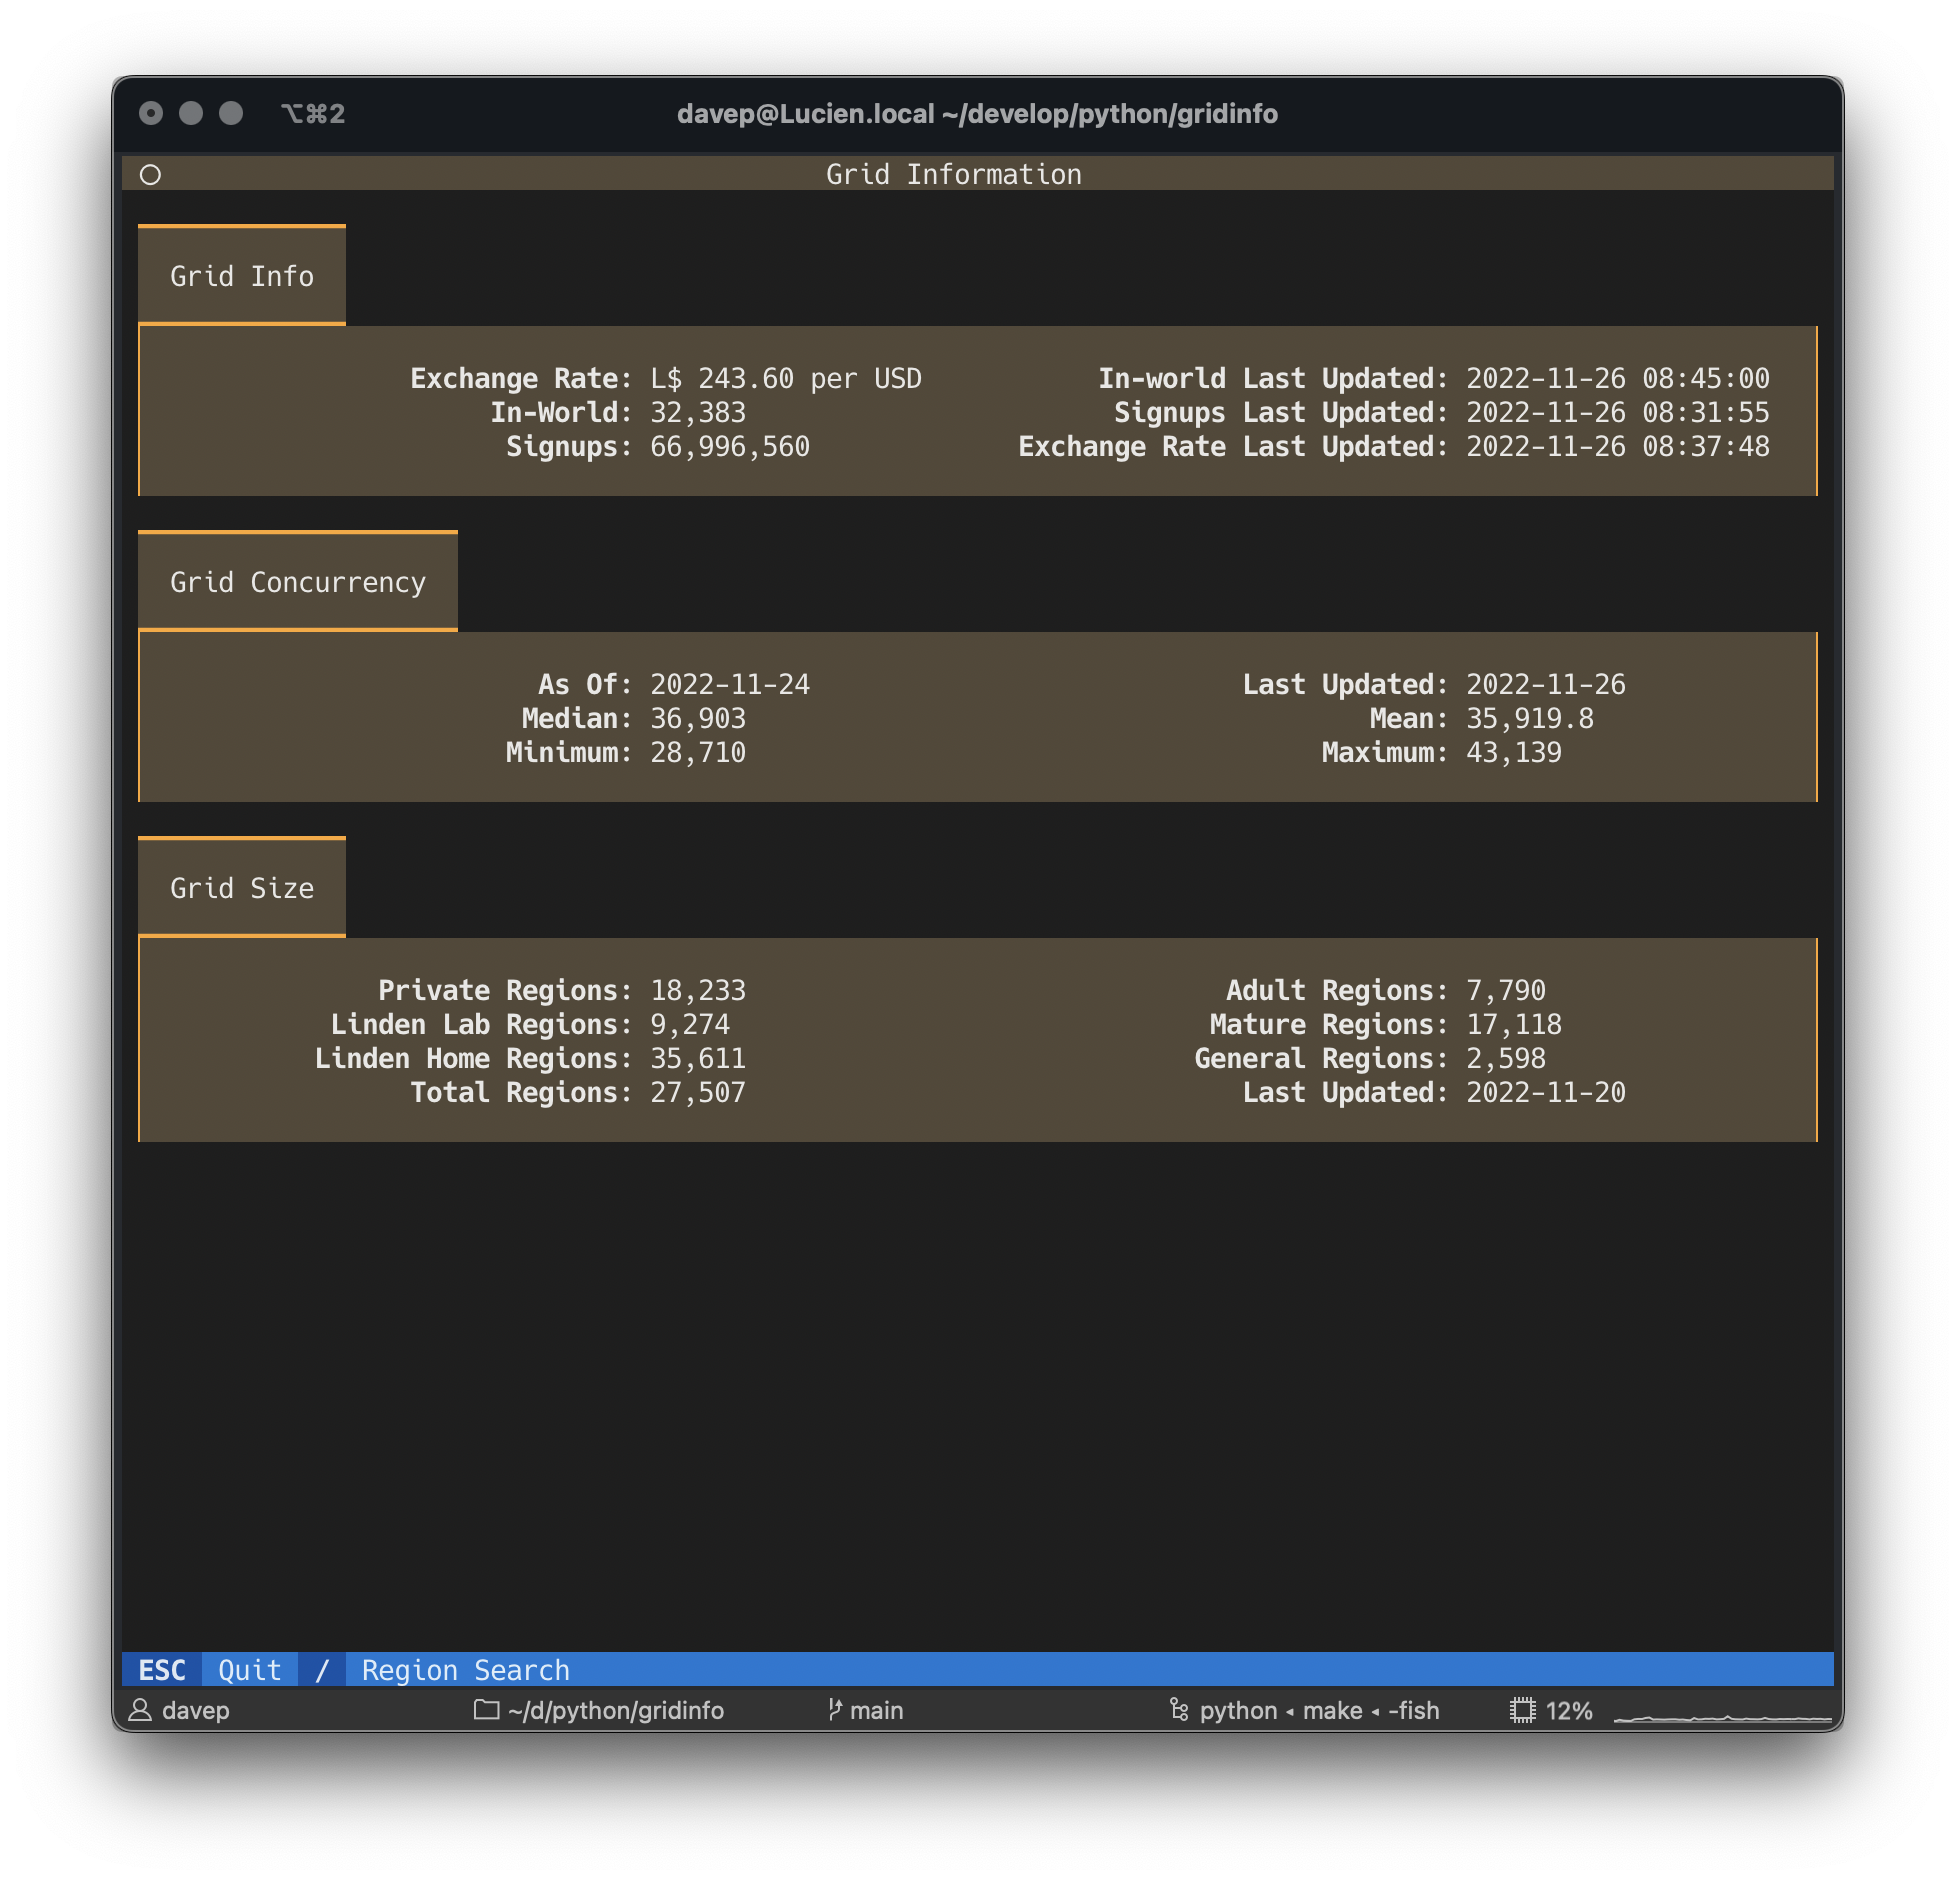 ⌥⌘2 davep@Lucien.local ~/develop/python/gridinfo
Grid Information
Grid Info
Exchange Rate: L$ 243.60 per USD In-world Last Updated: 2022-11-26 08:45:00
In-World: 32,383 Signups Last Updated: 2022-11-26 08:31:55
Signups: 66,996,560 Exchange Rate Last Updated: 2022-11-26 08:37:48
Grid Concurrency
As Of: 2022-11-24 Last Updated: 2022-11-26
Median: 36,903 Mean: 35,919.8
Minimum: 28,710 Maximum: 43,139
Grid Size
Private Regions: 18,233 Adult Regions: 7,790
Linden Lab Regions: 9,274 Mature Regions: 17,118
Linden Home Regions: 35,611 General Regions: 2,598
Total Regions: 27,507 Last Updated: 2022-11-20
ESC Quit / Region Search
davep ~/d/python/gridinfo main python ◂ make ◂ -fish 12%